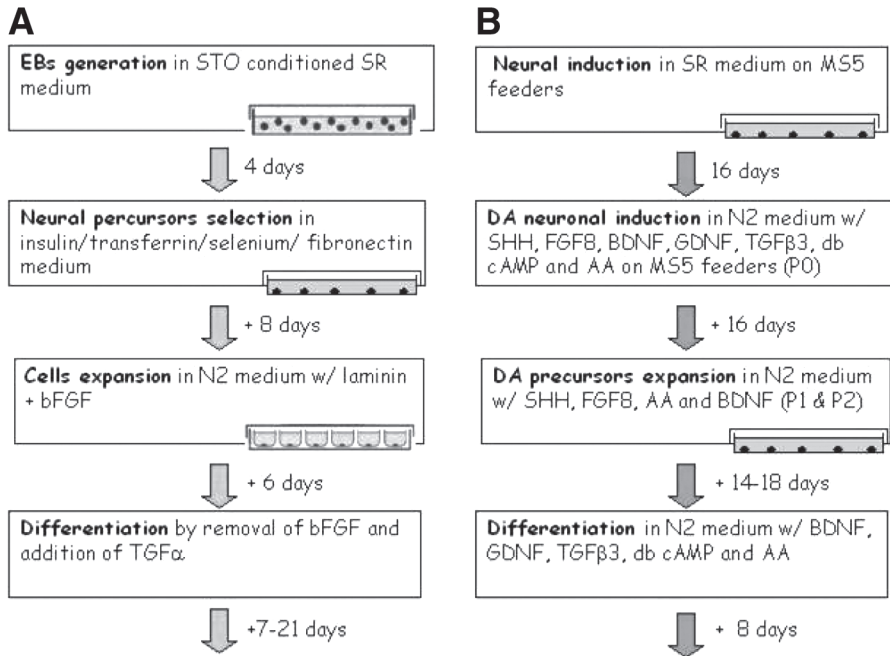 A
EBs generation in STO conditioned SR
medium
4 days
Neural percursors selection in
insulin/transferrin/selenium/ fibronectin
medium
+ 8 days
Cells expansion in N2 medium w/ laminin
+ bFGF
+ 6 days
Differentiation by removal of bFGF and
addition of TGFα
+7-21 days
B
Neural induction in SR medium on MS5
feeders
16 days
DA neuronal induction in N2 medium w/
SHH, FGF8, BDNF, GDNF, TGFβ3, db
cAMP and AA on MS5 feeders (P0)
+ 16 days
DA precursors expansion in N2 medium
w/ SHH, FGF8, AA and BDNF (P1 & P2)
+ 14-18 days
Differentiation in N2 medium w/ BDNF,
GDNF, TGFβ3, db cAMP and AA
+ 8 days